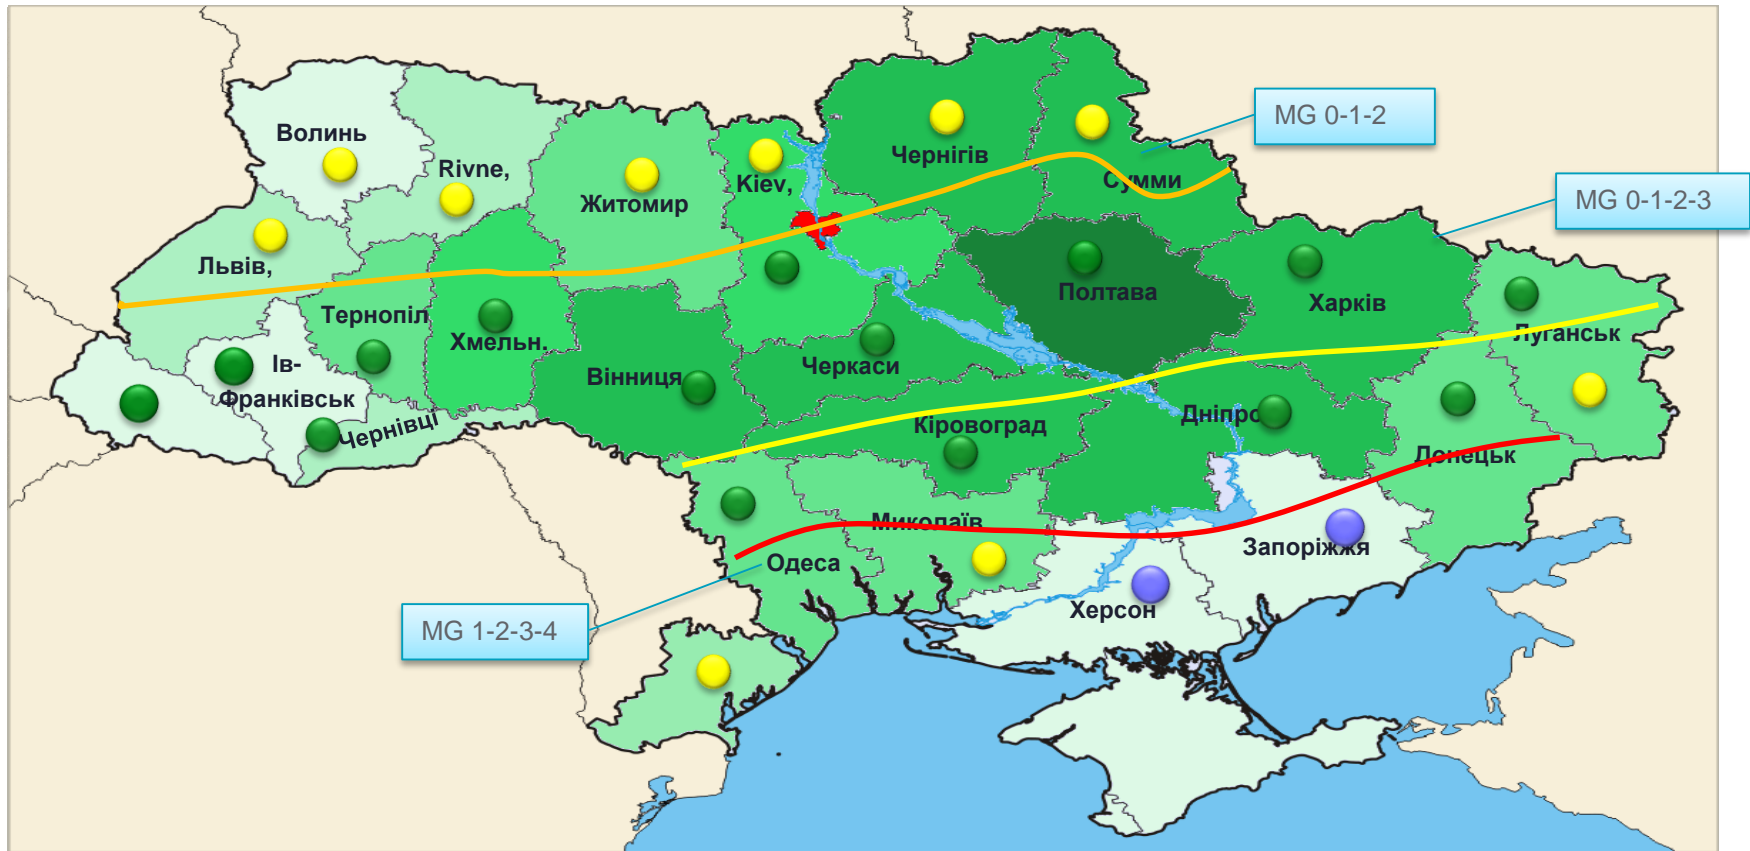 MG 0-1-2
Волинь
Rivne,
Житомир
Kiev,
Чернігів
Сумми
MG 0-1-2-3
Львів,
Тернопіл
Хмельн.
Вінниця
Черкаси
Полтава
Харків
Луганськ
Ів-
Франківськ
Чернівці
Кіровоград
Дніпро
Донецьк
Миколаїв
Одеса
Запоріжжя
Херсон
MG 1-2-3-4